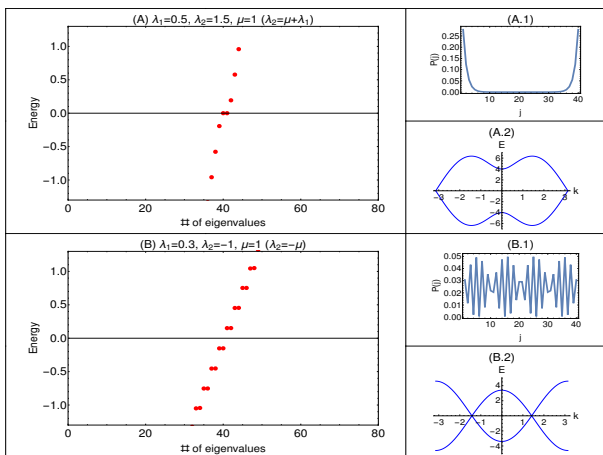 (A) λ₁=0.5, λ₂=1.5, μ=1 (λ₂=μ+λ₁)
1.0
0.5
0.0
−0.5
−1.0
Energy
0 20 40 60 80
# of eigenvalues
(A.1)
0.25
0.20
0.15
0.10
0.05
0.00
P(j)
0 10 20 30 40
j
(A.2)
E
6
4
2
−2
−4
−6
−3 −2 −1 1 2 3
k
(B) λ₁=0.3, λ₂=−1, μ=1 (λ₂=−μ)
1.0
0.5
0.0
−0.5
−1.0
Energy
0 20 40 60 80
# of eigenvalues
(B.1)
0.05
0.04
0.03
0.02
0.01
0.00
P(j)
0 10 20 30 40
j
(B.2)
E
4
2
−2
−4
−3 −2 −1 1 2 3
k